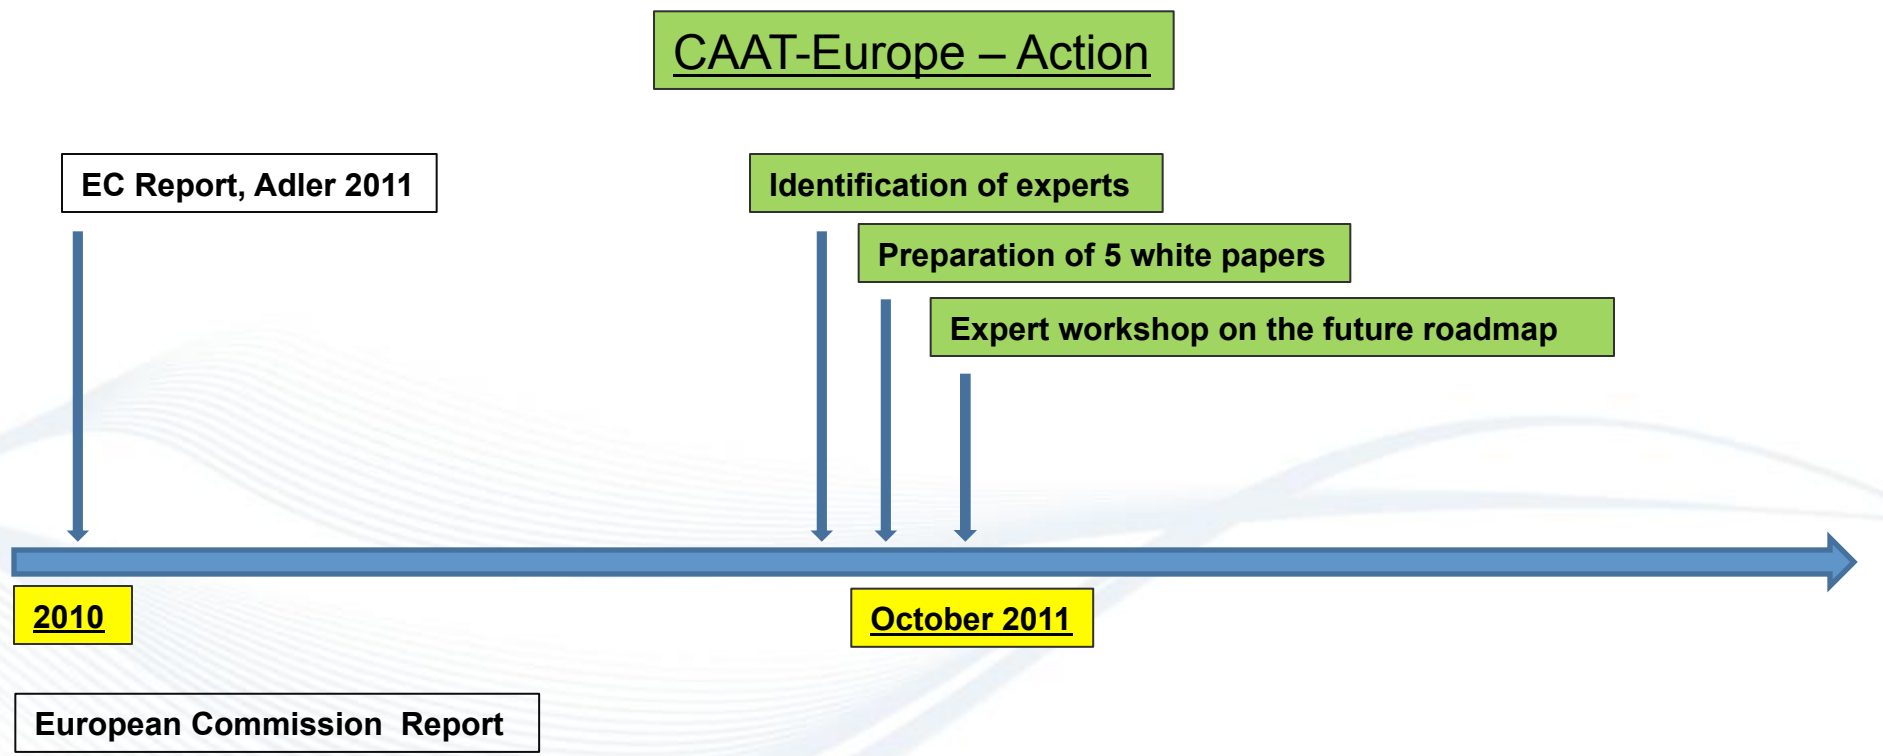 CAAT-Europe – Action
EC Report, Adler 2011
Identification of experts
Preparation of 5 white papers
Expert workshop on the future roadmap
2010
October 2011
European Commission  Report